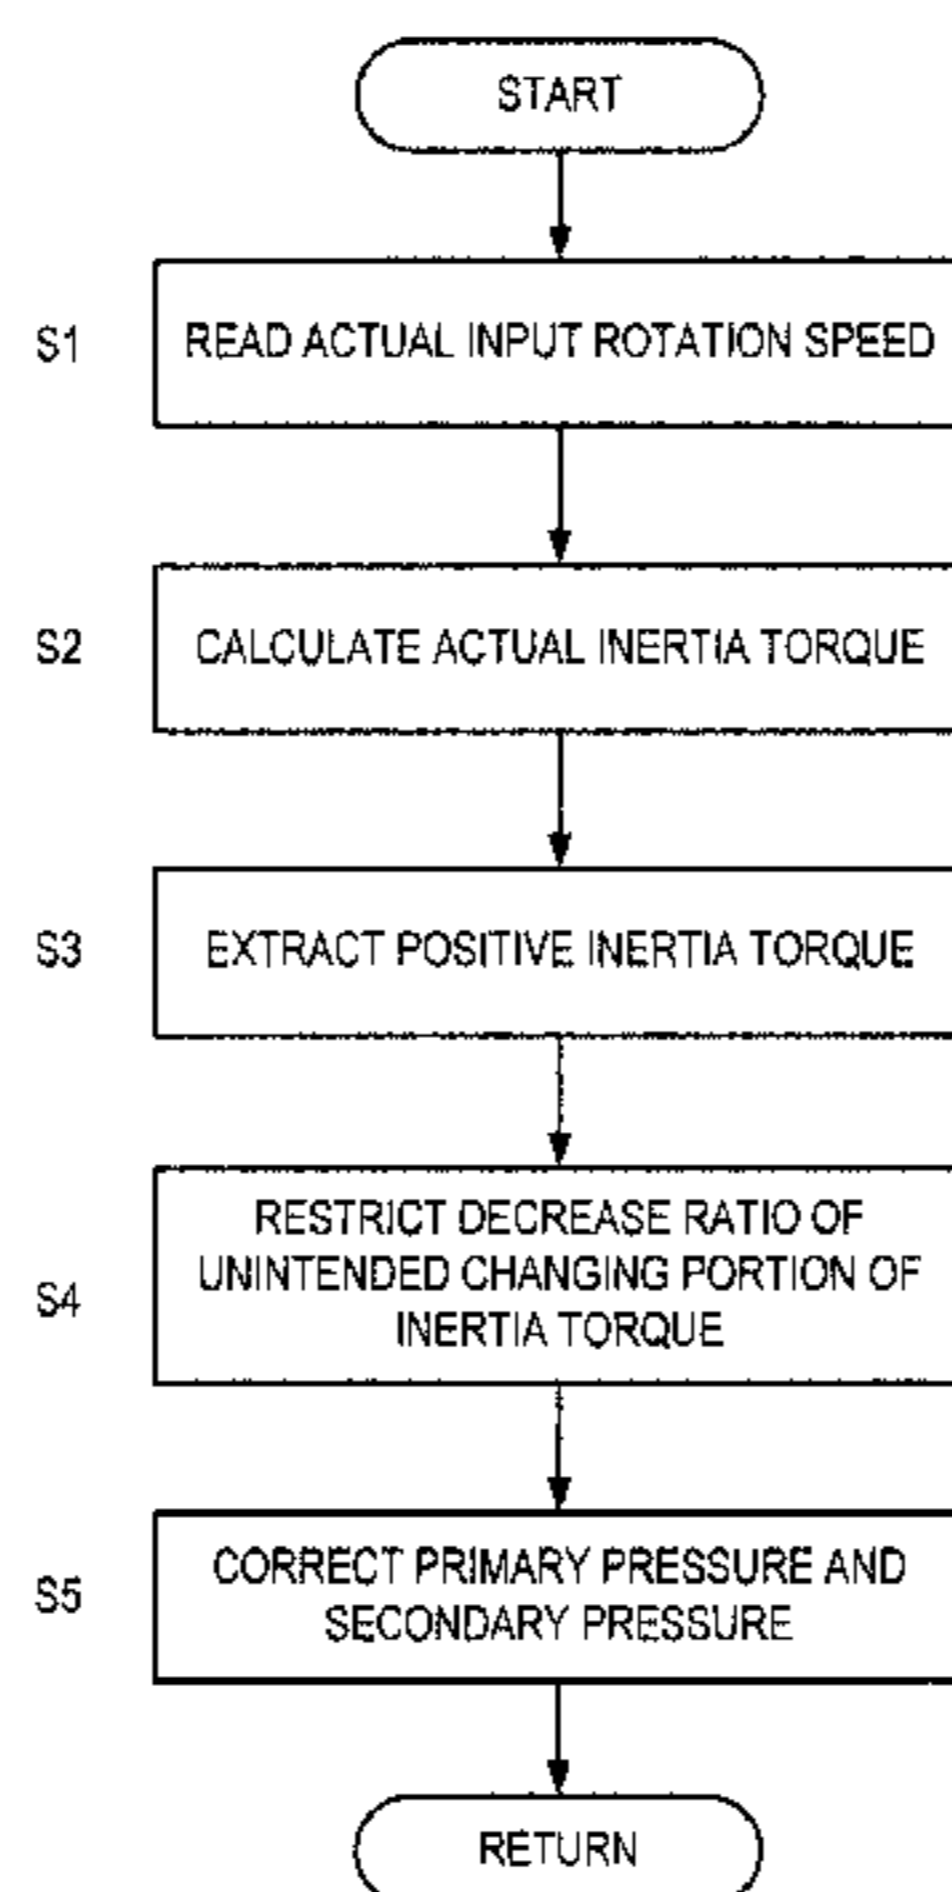 START
S1
READ ACTUAL INPUT ROTATION SPEED
S2
CALCULATE ACTUAL INERTIA TORQUE
S3
EXTRACT POSITIVE INERTIA TORQUE
S4
RESTRICT DECREASE RATIO OF
UNINTENDED CHANGING PORTION OF
INERTIA TORQUE
S5
CORRECT PRIMARY PRESSURE AND
SECONDARY PRESSURE
RETURN